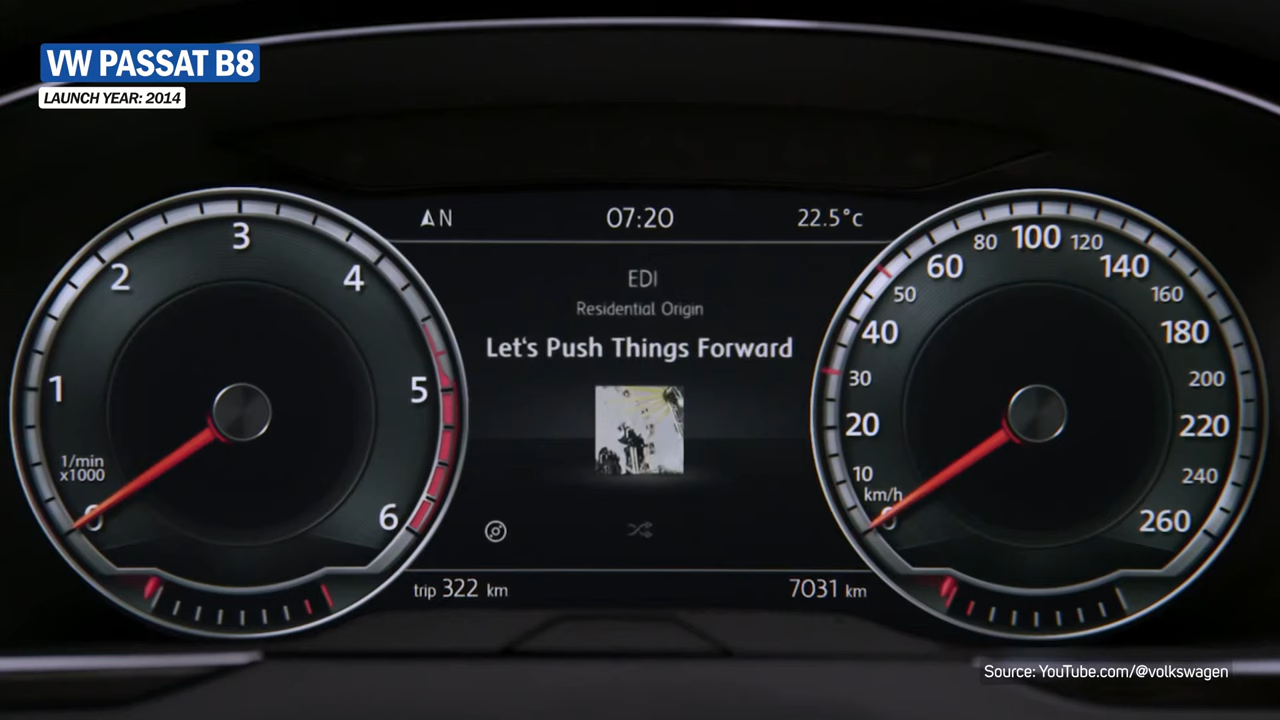 VW PASSAT B8
LAUNCH YEAR: 2014
N
07:20
22.5°c
EDI
Residential Origin
Let's Push Things Forward
trip 322 km
7031 km
1/min
x1000
0
1
2
3
4
5
6
km/h
0
10
20
30
40
50
60
80
100
120
140
160
180
200
220
240
260
Source: YouTube.com/@volkswagen